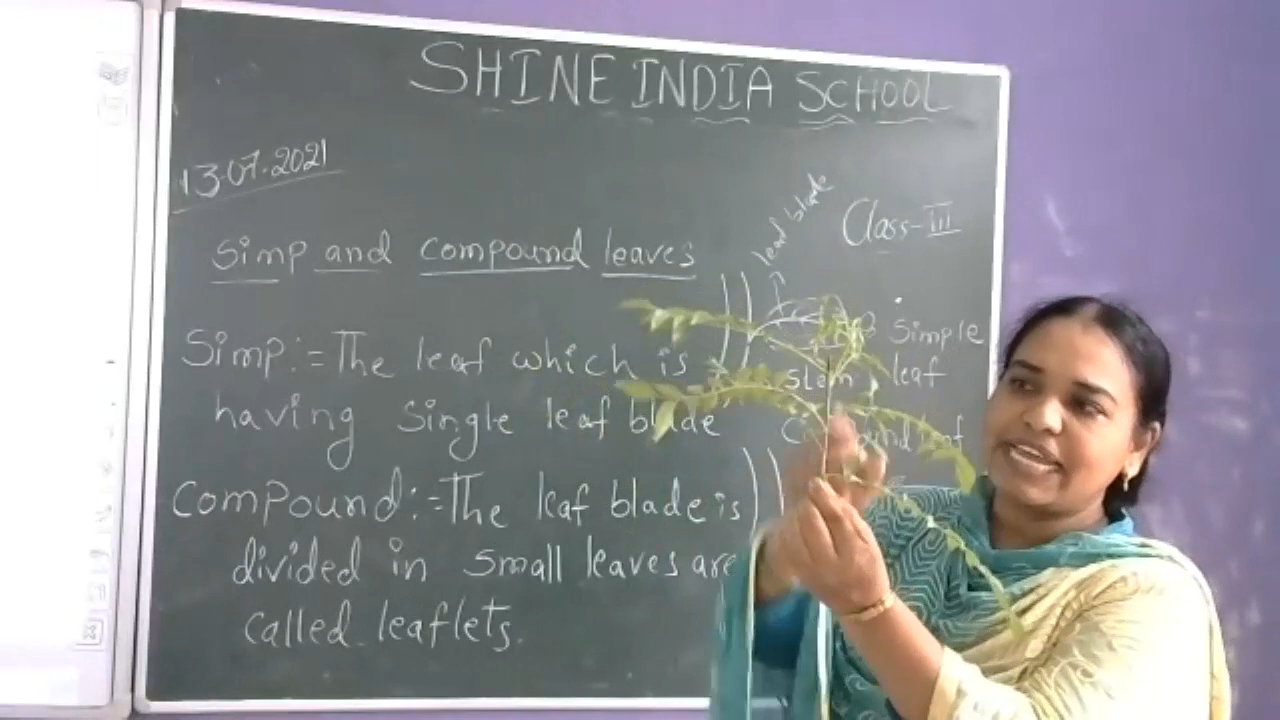 SHINE INDIA SCHOOL
13.07.2021
Class-III
Simp and compound leaves
Simp:=The leaf which is
having single leaf blade
Compound:=The leaf blade is
divided in small leaves are
called leaflets.
leaf blade
Simple
leaf
stem